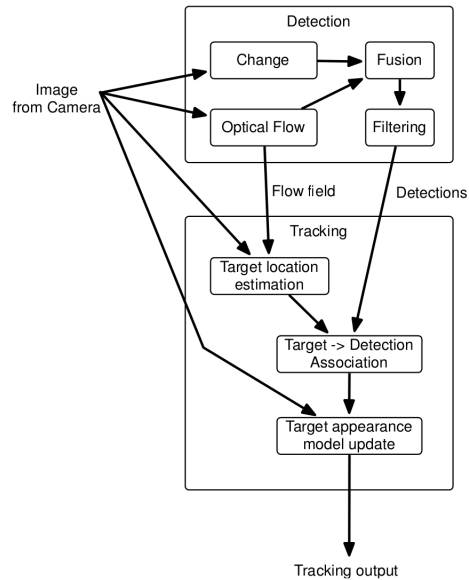 Detection
Change
Fusion
Image
from Camera
Optical Flow
Filtering
Flow field
Detections
Tracking
Target location
estimation
Target -> Detection
Association
Target appearance
model update
Tracking output